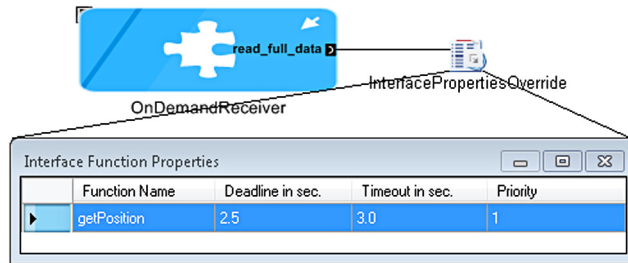 read_full_data
InterfacePropertiesOverride
OnDemandReceiver
Interface Function Properties
Function Name Deadline in sec. Timeout in sec. Priority
getPosition 2.5 3.0 1